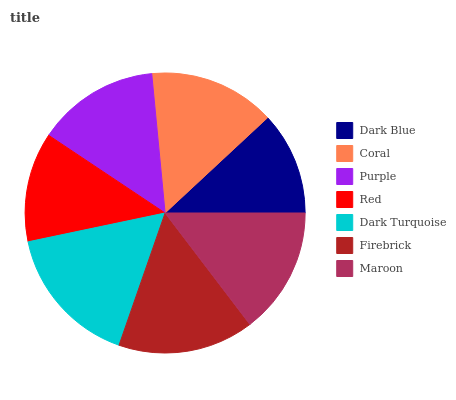 title
Dark Blue
Coral
Purple
Red
Dark Turquoise
Firebrick
Maroon